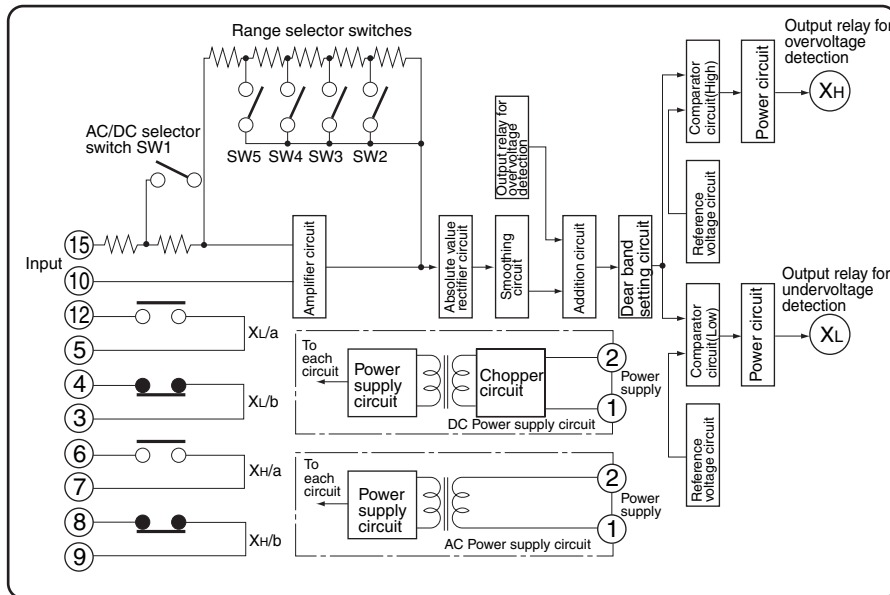 Range selector switches
Output relay for
overvoltage
detection
XH
Comparator
circuit(High)
Power circuit
AC/DC selector
switch SW1
SW5 SW4 SW3 SW2
Output relay for
overvoltage
detection
Reference
voltage circuit
Input
15
10
Amplifier circuit
Absolute value
rectifier circuit
Smoothing
circuit
Addition circuit
Dear band
setting circuit
Output relay for
undervoltage
detection
XL
Comparator
circuit(Low)
Power circuit
Reference
voltage circuit
12
5
XL/a
4
3
XL/b
6
7
XH/a
8
9
XH/b
To
each
circuit
Power
supply
circuit
Chopper
circuit
2
Power
supply
1
DC Power supply circuit
To
each
circuit
Power
supply
circuit
2
Power
supply
1
AC Power supply circuit